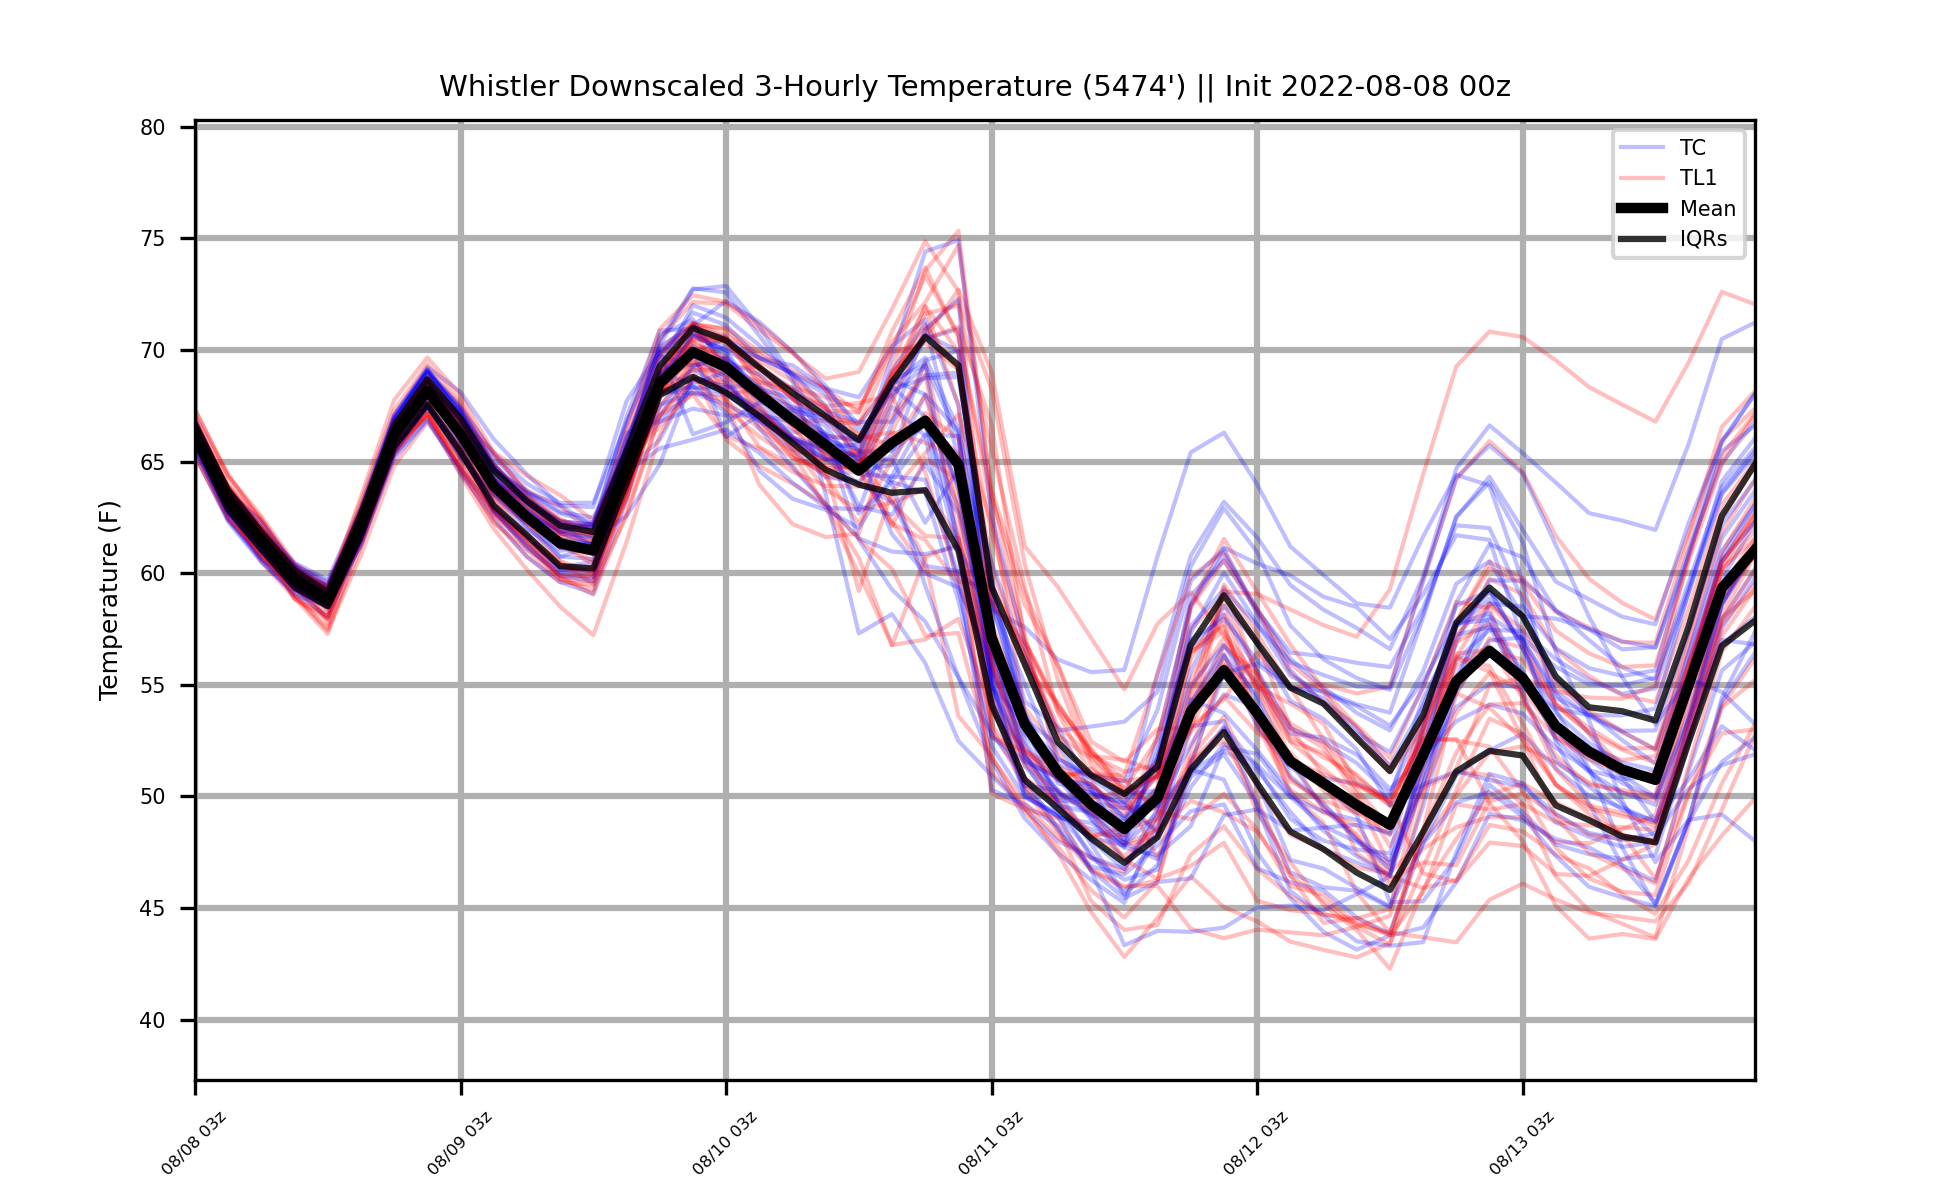 Whistler Downscaled 3-Hourly Temperature (5474') || Init 2022-08-08 00z
TC
TL1
Mean
IQRs
Temperature (F)
80
75
70
65
60
55
50
45
40
08/08 03z
08/09 03z
08/10 03z
08/11 03z
08/12 03z
08/13 03z